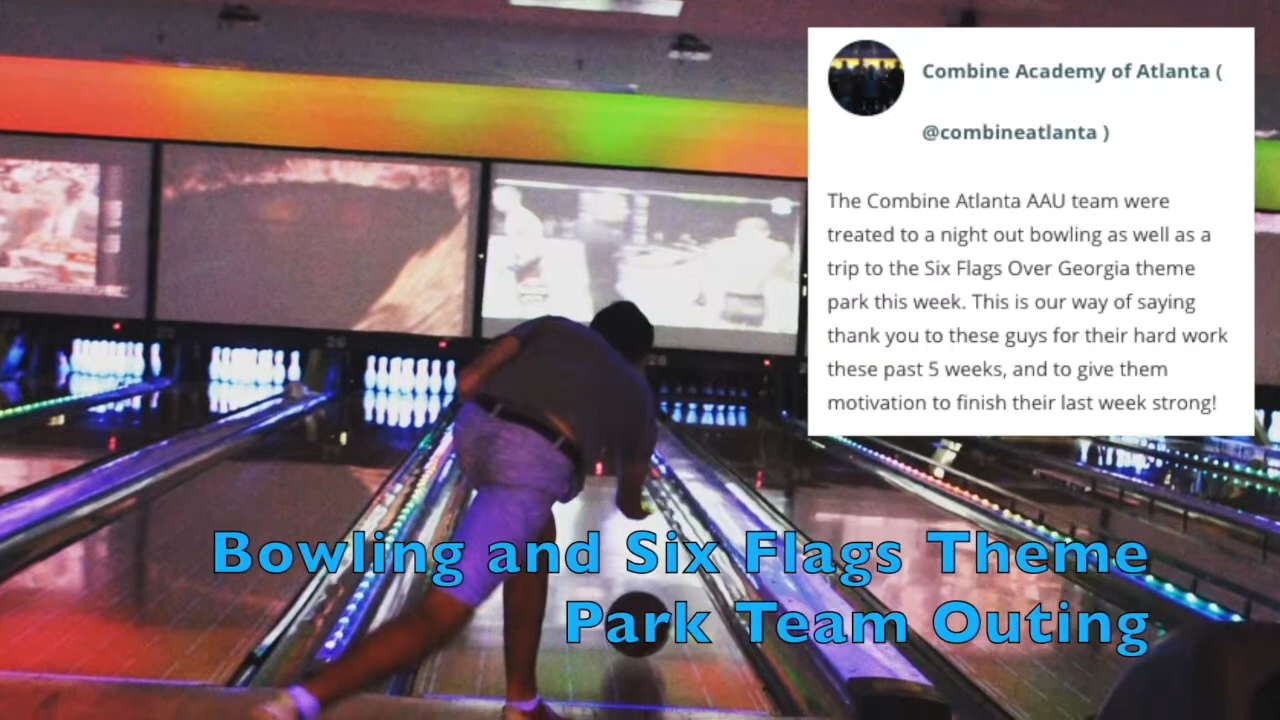 Combine Academy of Atlanta (
@combineatlanta )
The Combine Atlanta AAU team were
treated to a night out bowling as well as a
trip to the Six Flags Over Georgia theme
park this week. This is our way of saying
thank you to these guys for their hard work
these past 5 weeks, and to give them
motivation to finish their last week strong!
26
28
Bowling and Six Flags Theme
Park Team Outing